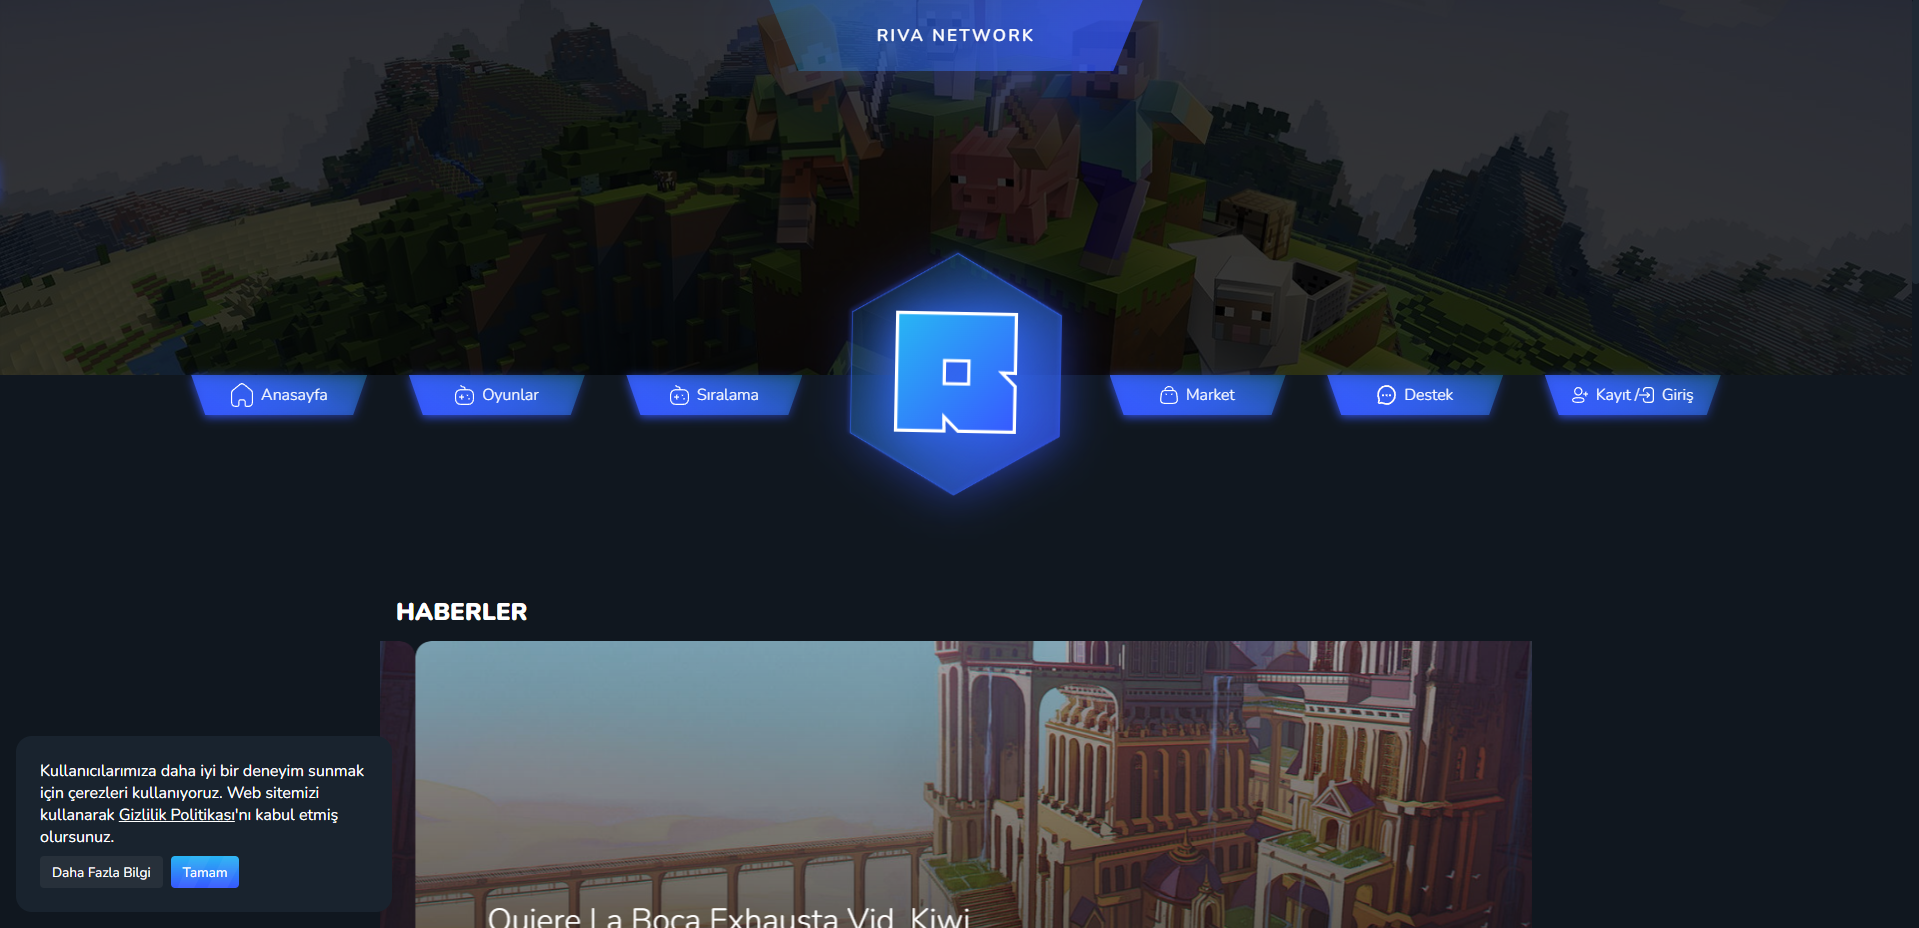 RIVA NETWORK
Anasayfa
Oyunlar
Sıralama
Market
Destek
Kayıt / Giriş
HABERLER
Quiere La Boca Exhausta Vid, Kiwi
Kullanıcılarımıza daha iyi bir deneyim sunmak
için çerezleri kullanıyoruz. Web sitemizi
kullanarak Gizlilik Politikası'nı kabul etmiş
olursunuz.
Daha Fazla Bilgi
Tamam